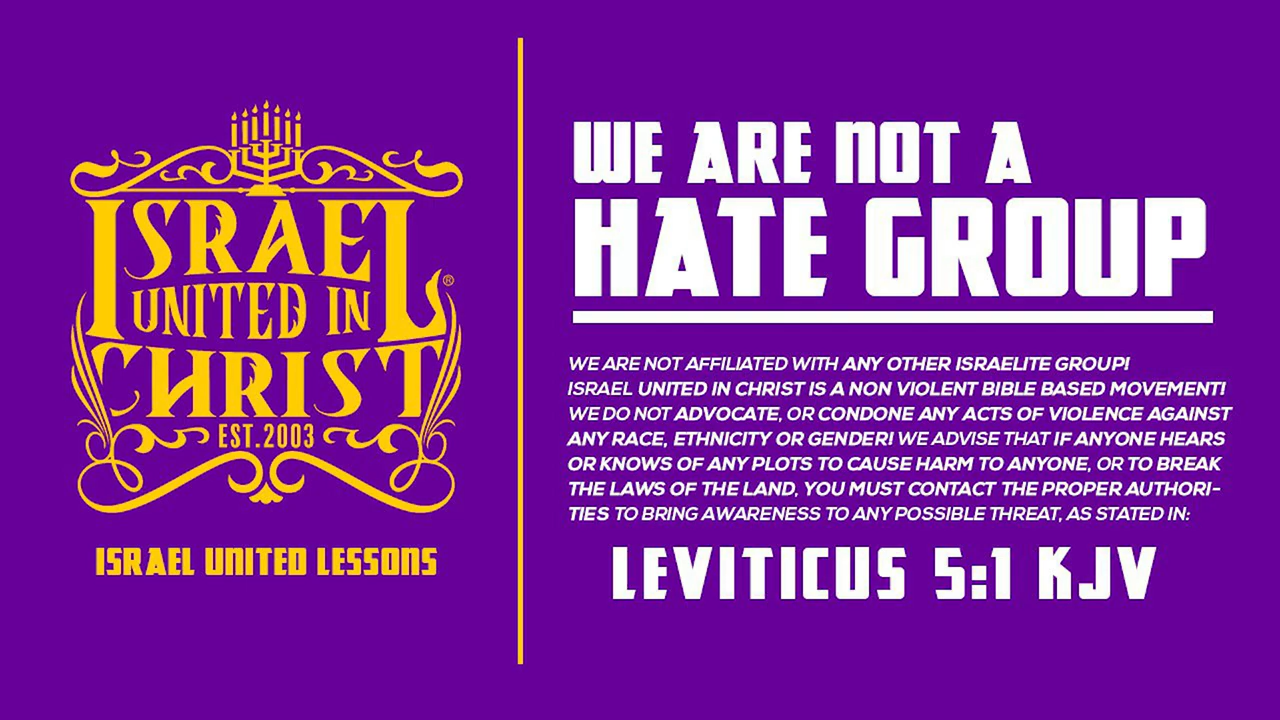 ISRAEL
UNITED IN
CHRIST®
EST.2003
ISRAEL UNITED LESSONS
WE ARE NOT A
HATE GROUP
WE ARE NOT AFFILIATED WITH ANY OTHER ISRAELITE GROUP!
ISRAEL UNITED IN CHRIST IS A NON VIOLENT BIBLE BASED MOVEMENT!
WE DO NOT ADVOCATE, OR CONDONE ANY ACTS OF VIOLENCE AGAINST
ANY RACE, ETHNICITY OR GENDER! WE ADVISE THAT IF ANYONE HEARS
OR KNOWS OF ANY PLOTS TO CAUSE HARM TO ANYONE, OR TO BREAK
THE LAWS OF THE LAND, YOU MUST CONTACT THE PROPER AUTHORI-
TIES TO BRING AWARENESS TO ANY POSSIBLE THREAT, AS STATED IN:
LEVITICUS 5:1 KJV